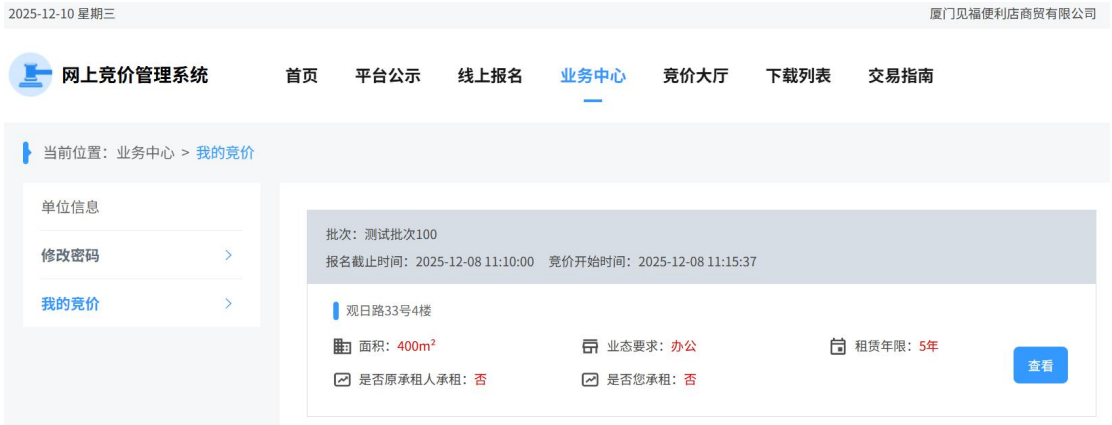 2025-12-10 星期三 厦门见福便利店商贸有限公司
网上竞价管理系统 首页 平台公示 线上报名 业务中心 竞价大厅 下载列表 交易指南
当前位置：业务中心 > 我的竞价
单位信息
修改密码
我的竞价
批次：测试批次100
报名截止时间：2025-12-08 11:10:00 竞价开始时间：2025-12-08 11:15:37
观日路33号4楼
面积：400m² 业态要求：办公 租赁年限：5年
是否原承租人承租：否 是否您承租：否
查看